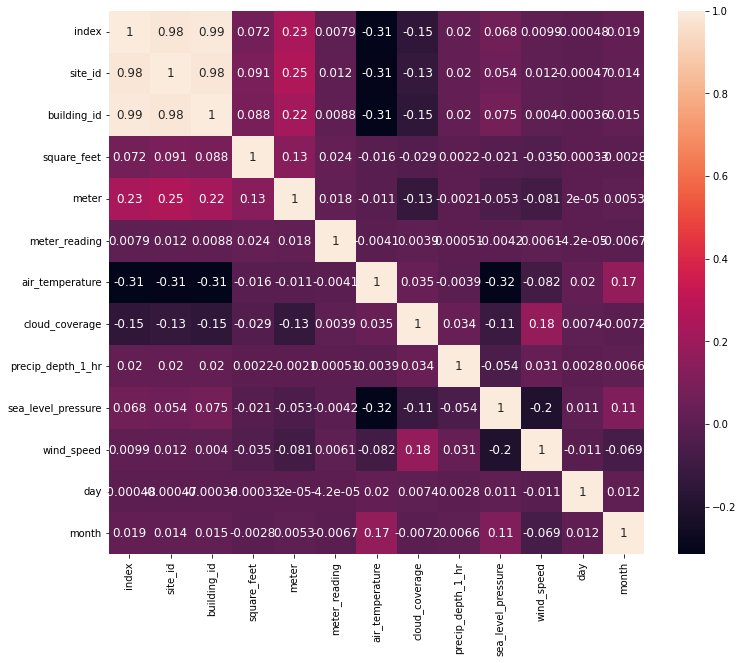 index 1 0.98 0.99 0.072 0.23 0.0079 -0.31 -0.15 0.02 0.068 0.0099 -0.00048 0.019
site_id 0.98 1 0.98 0.091 0.25 0.012 -0.31 -0.13 0.02 0.054 0.012 -0.00047 0.014
building_id 0.99 0.98 1 0.088 0.22 0.0088 -0.31 -0.15 0.02 0.075 0.004 -0.00036 0.015
square_feet 0.072 0.091 0.088 1 0.13 0.024 -0.016 -0.029 0.0022 -0.021 -0.035 -0.00033 -0.0028
meter 0.23 0.25 0.22 0.13 1 0.018 -0.011 -0.13 -0.0021 -0.053 -0.081 2e-05 0.0053
meter_reading 0.0079 0.012 0.0088 0.024 0.018 1 -0.0041 0.0039 0.00051 -0.0042 0.0061 -4.2e-05 -0.0067
air_temperature -0.31 -0.31 -0.31 -0.016 -0.011 -0.0041 1 0.035 -0.0039 -0.32 -0.082 0.02 0.17
cloud_coverage -0.15 -0.13 -0.15 -0.029 -0.13 0.0039 0.035 1 0.034 -0.11 0.18 0.0074 -0.0072
precip_depth_1_hr 0.02 0.02 0.02 0.0022 -0.0021 0.00051 -0.0039 0.034 1 -0.054 0.031 0.0028 0.0066
sea_level_pressure 0.068 0.054 0.075 -0.021 -0.053 -0.0042 -0.32 -0.11 -0.054 1 -0.2 0.011 0.11
wind_speed 0.0099 0.012 0.004 -0.035 -0.081 0.0061 -0.082 0.18 0.031 -0.2 1 -0.011 -0.069
day -0.00048 -0.00047 -0.00036 -0.00033 2e-05 -4.2e-05 0.02 0.0074 0.0028 0.011 -0.011 1 0.012
month 0.019 0.014 0.015 -0.0028 0.0053 -0.0067 0.17 -0.0072 0.0066 0.11 -0.069 0.012 1
index site_id building_id square_feet meter meter_reading air_temperature cloud_coverage precip_depth_1_hr sea_level_pressure wind_speed day month
1.0
0.8
0.6
0.4
0.2
0.0
−0.2